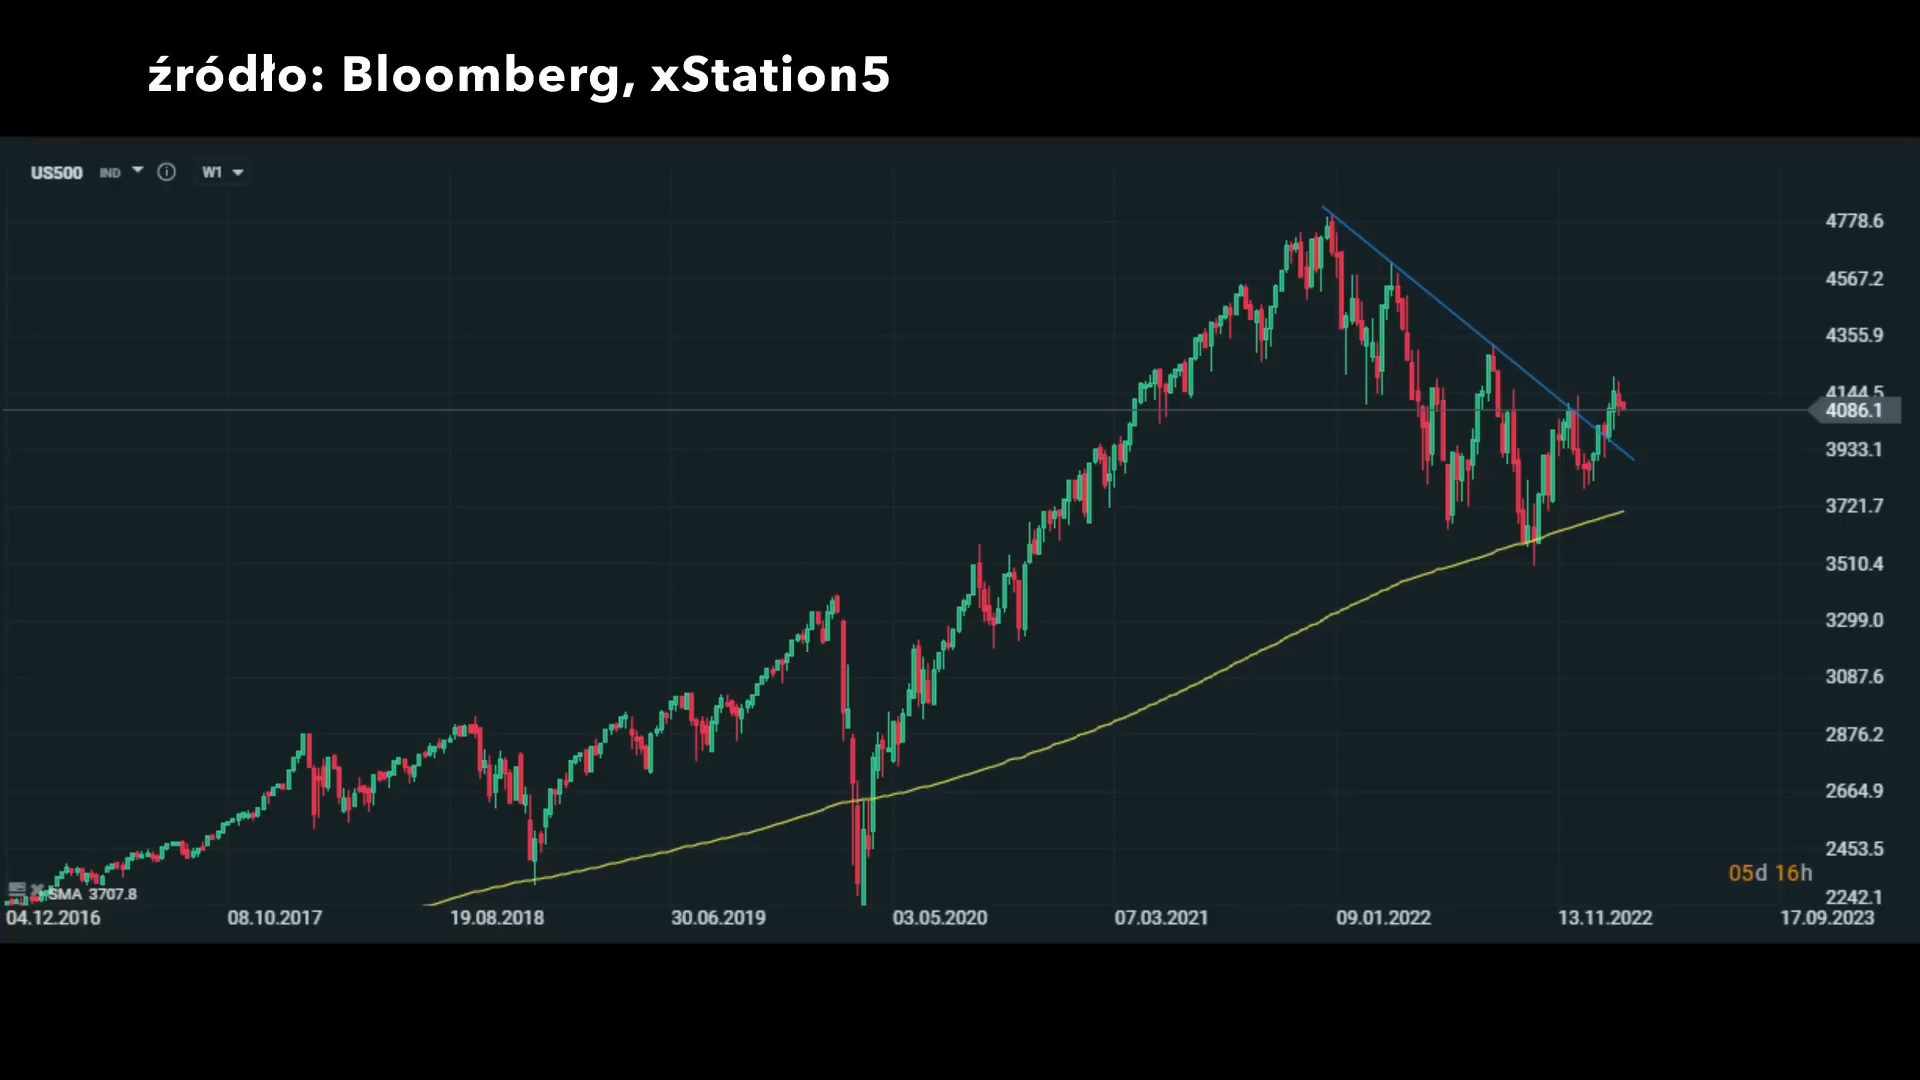 źródło: Bloomberg, xStation5
US500 IND W1
4778.6
4567.2
4355.9
4144.5
4086.1
3933.1
3721.7
3510.4
3299.0
3087.6
2876.2
2664.9
2453.5
05d 16h
SMA 3707.8
2242.1
04.12.2016 08.10.2017 19.08.2018 30.06.2019 03.05.2020 07.03.2021 09.01.2022 13.11.2022 17.09.2023